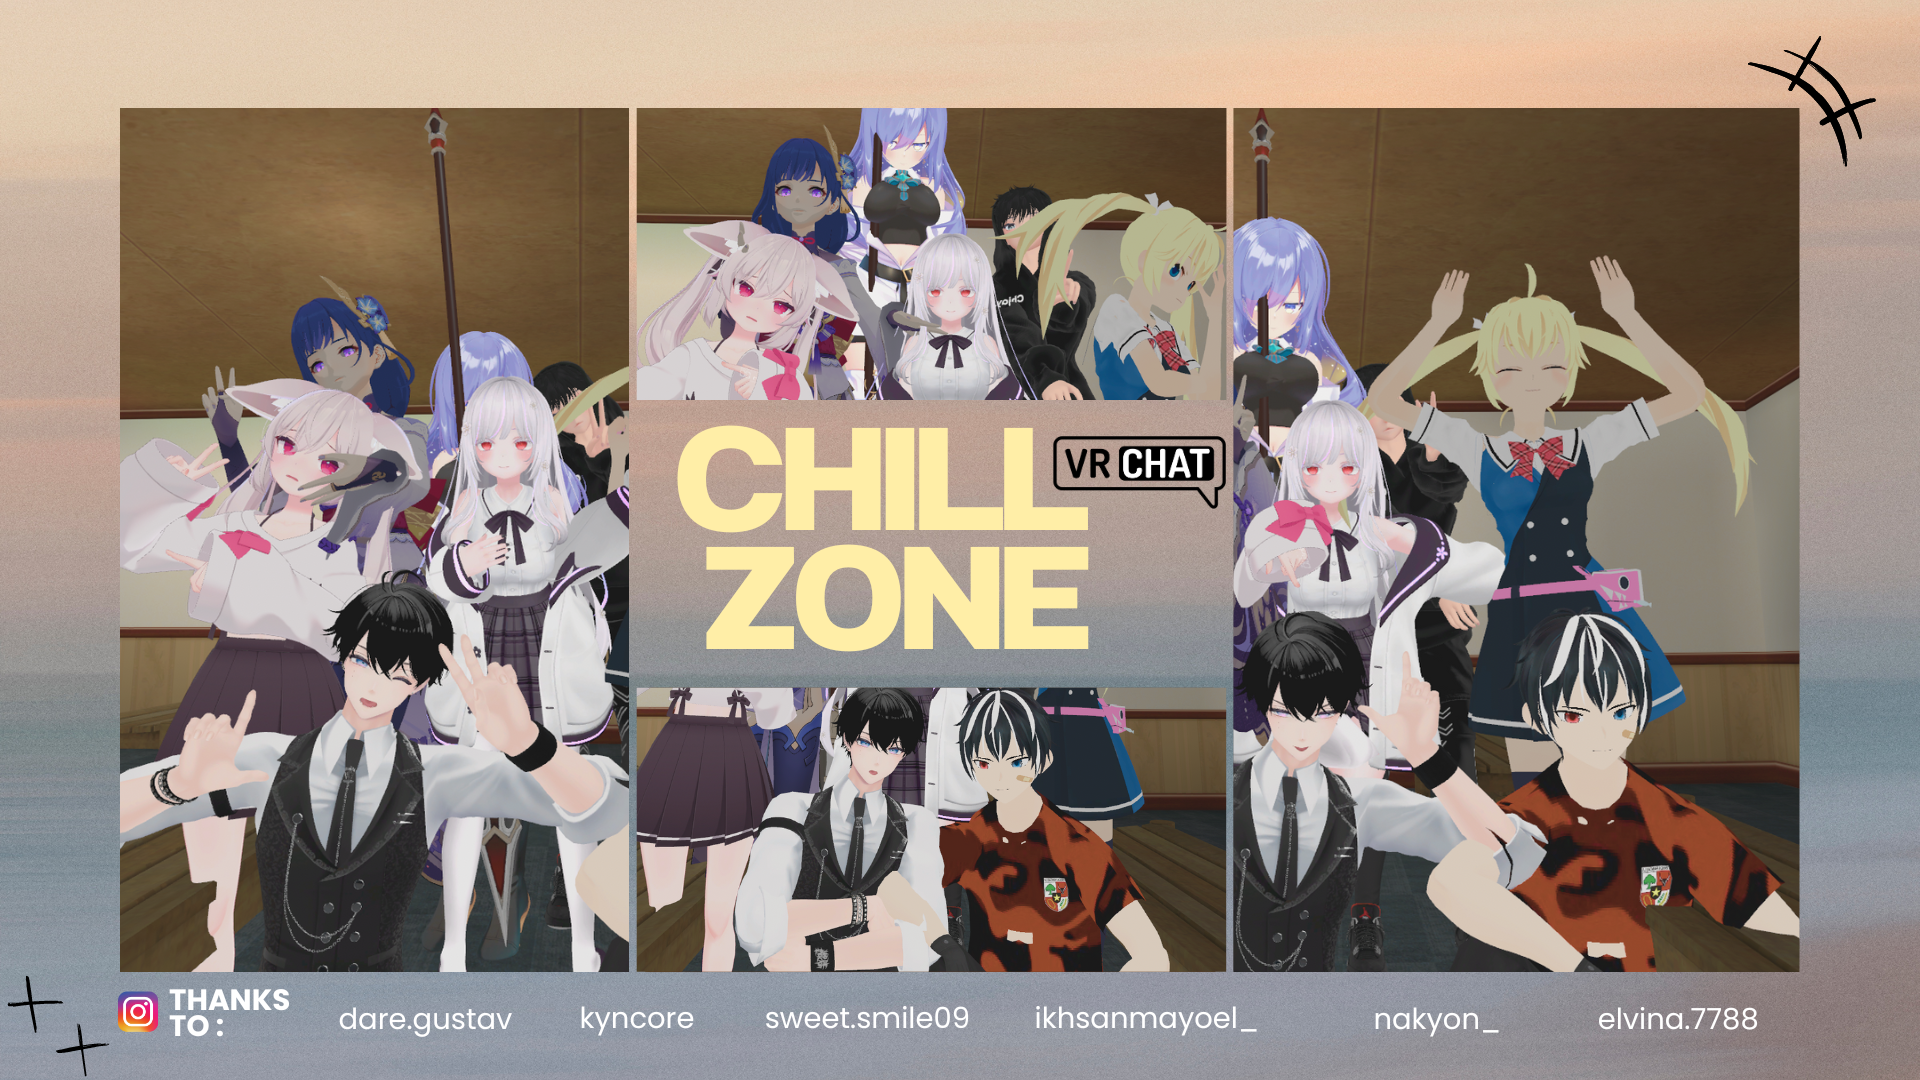 CHILL
VR CHAT
ZONE
THANKS
TO :
dare.gustav
kyncore
sweet.smile09
ikhsanmayoel_
nakyon_
elvina.7788